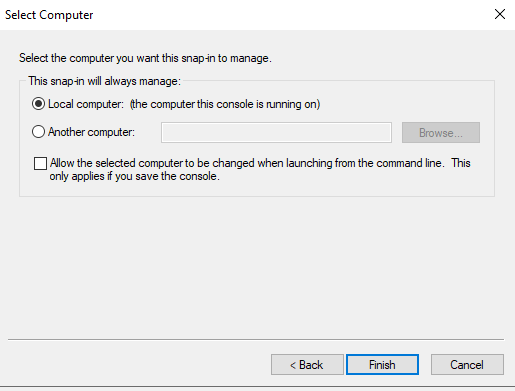 Select Computer
Select the computer you want this snap-in to manage.
This snap-in will always manage:
Local computer: (the computer this console is running on)
Another computer:
Browse...
Allow the selected computer to be changed when launching from the command line. This
only applies if you save the console.
< Back
Finish
Cancel